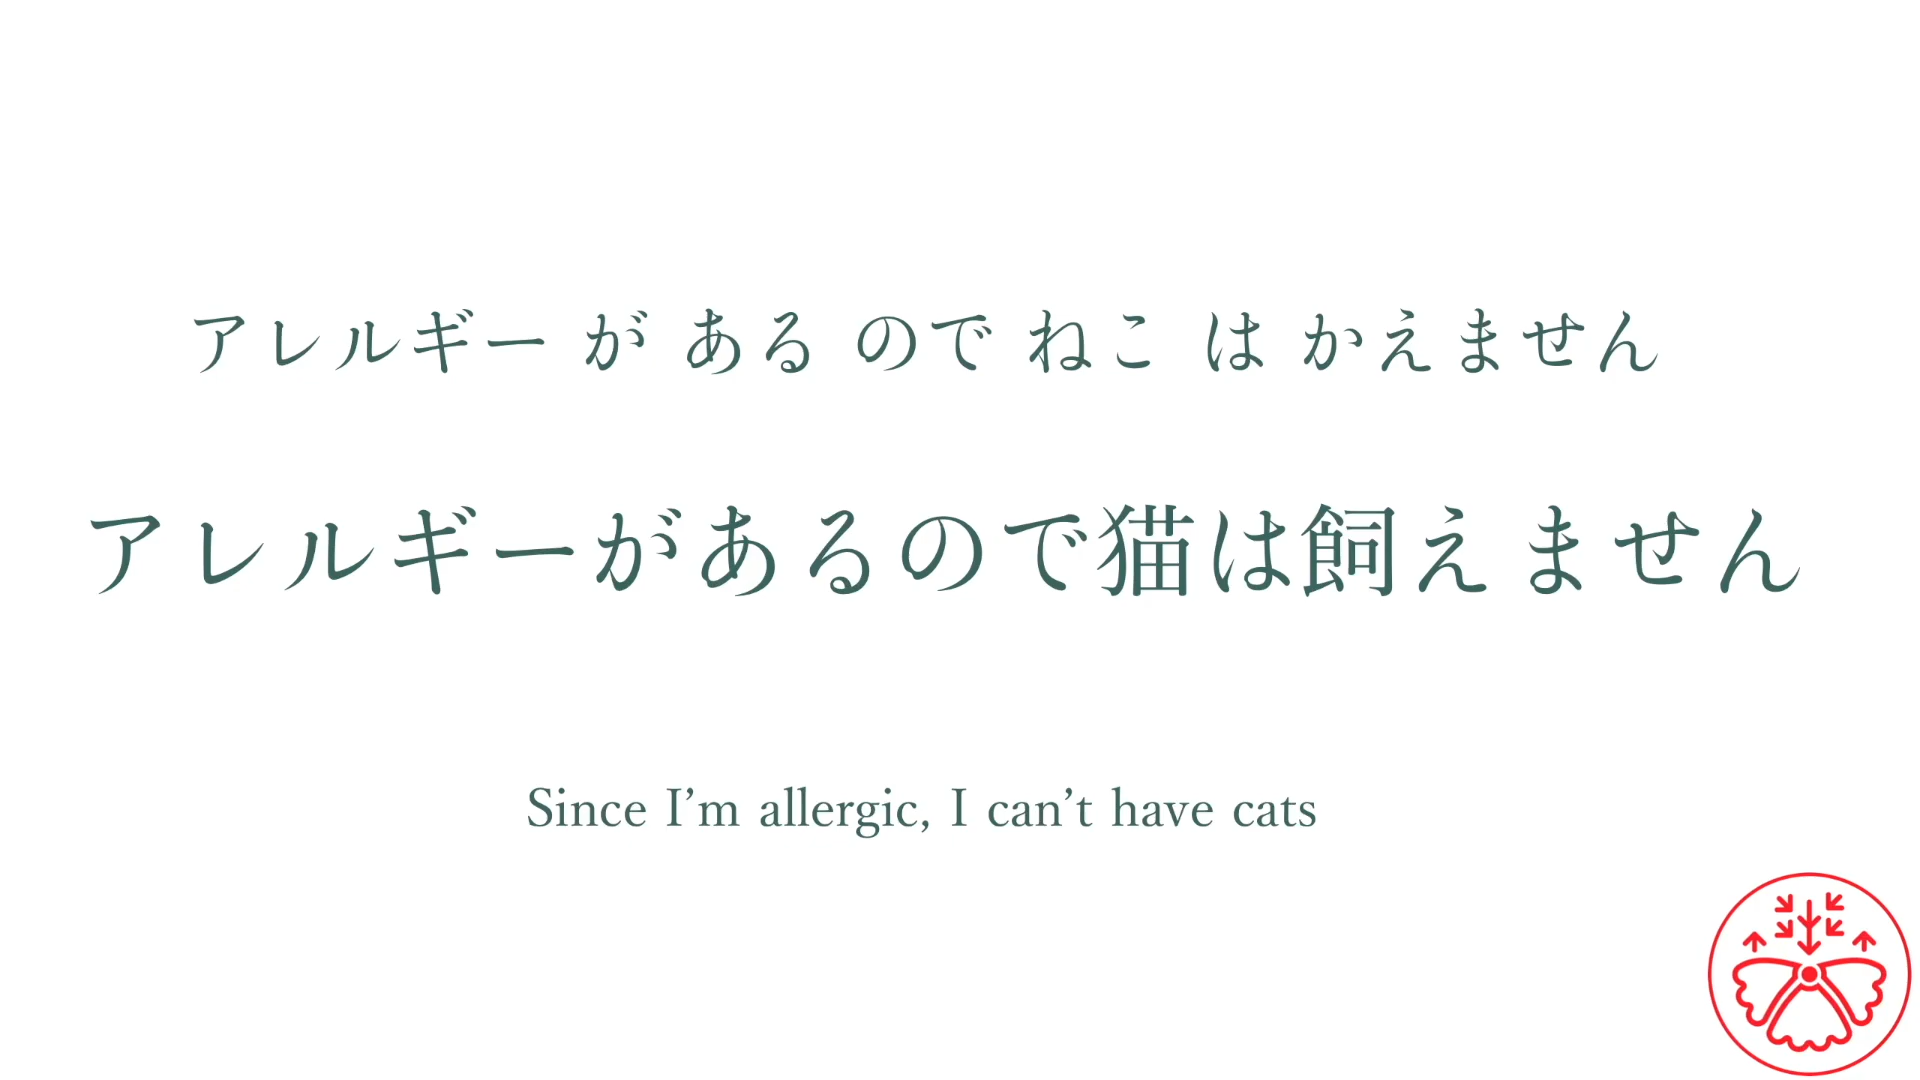 アレルギー が ある ので ねこ は かえません
アレルギーがあるので猫は飼えません
Since I’m allergic, I can’t have cats